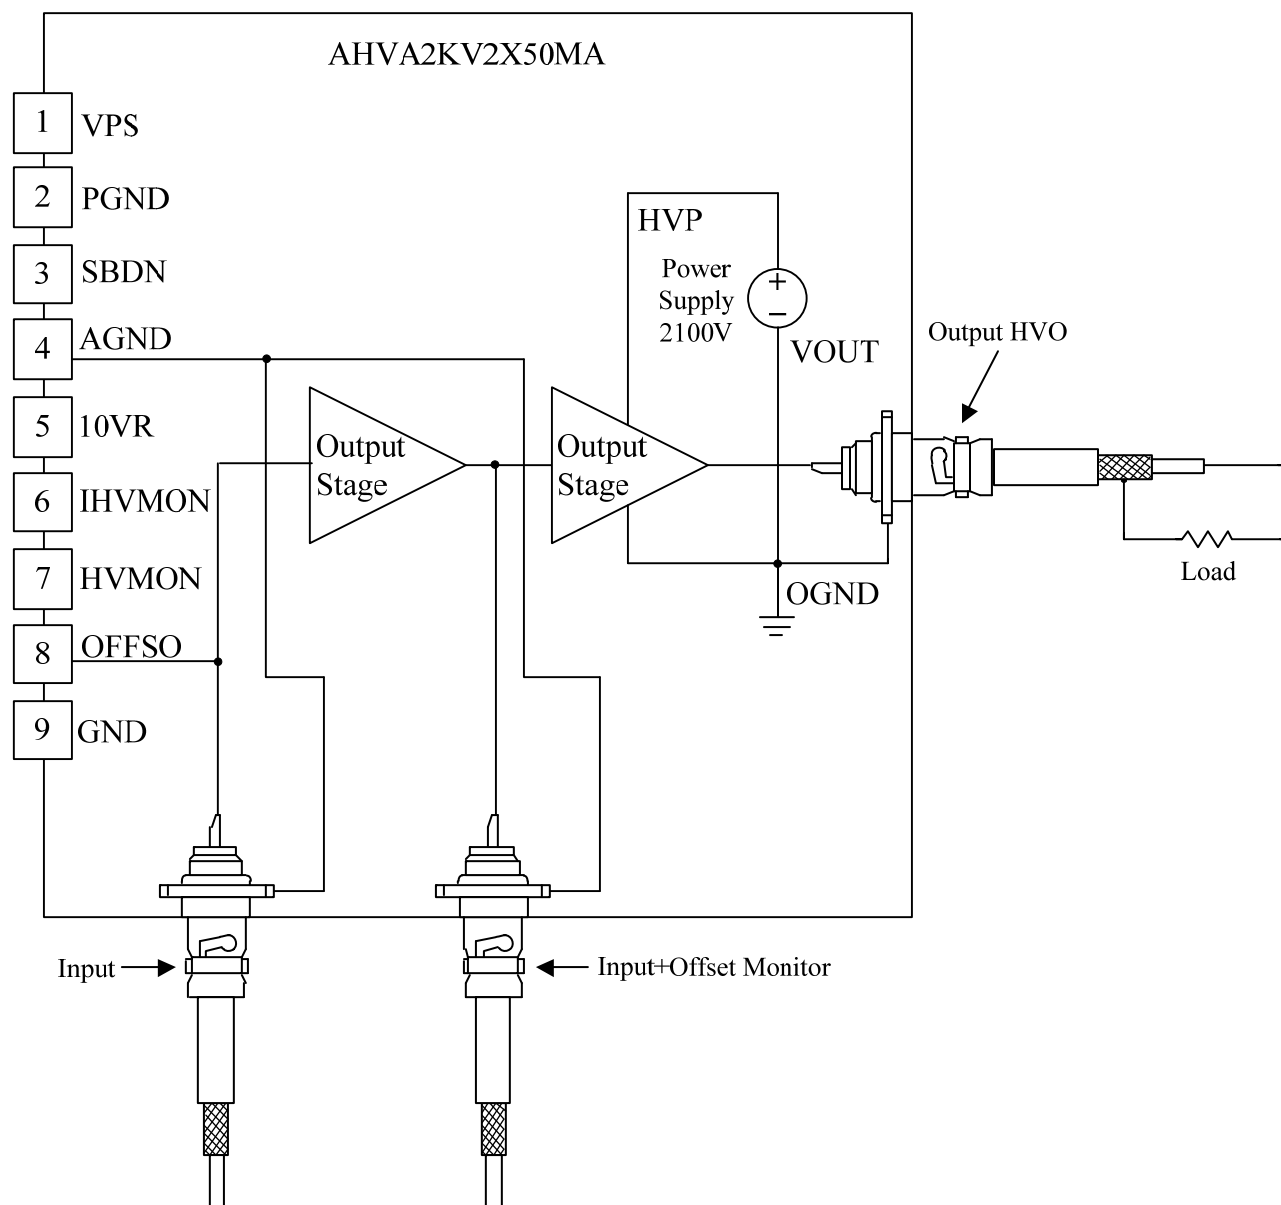 AHVA2KV2X50MA
1 VPS
2 PGND
3 SBDN
4 AGND
5 10VR
6 IHVMON
7 HVMON
8 OFFSO
9 GND
Output
Stage
Output
Stage
HVP
Power
Supply
2100V
+
−
VOUT
OGND
Output HVO
Load
Input
Input+Offset Monitor